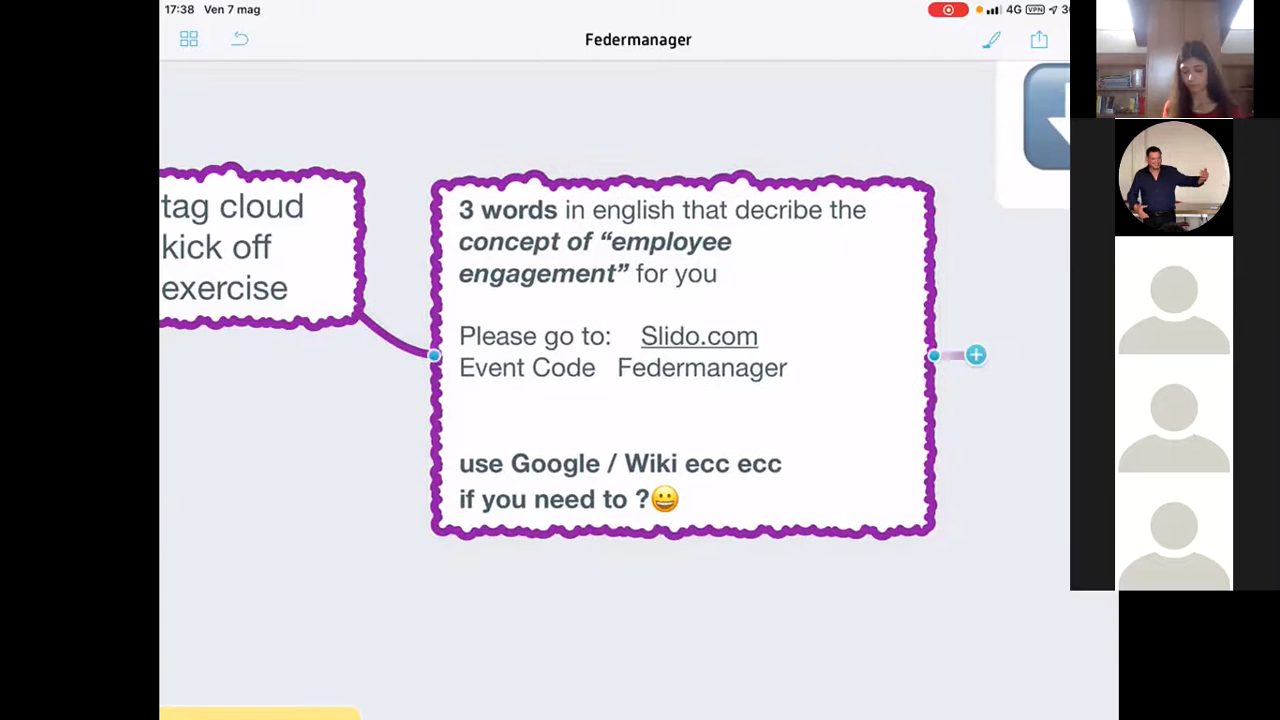 17:38 Ven 7 mag
4G VPN
Federmanager
tag cloud
kick off
exercise
3 words in english that decribe the
concept of “employee
engagement” for you
Please go to: Slido.com
Event Code Federmanager
use Google / Wiki ecc ecc
if you need to ?😀